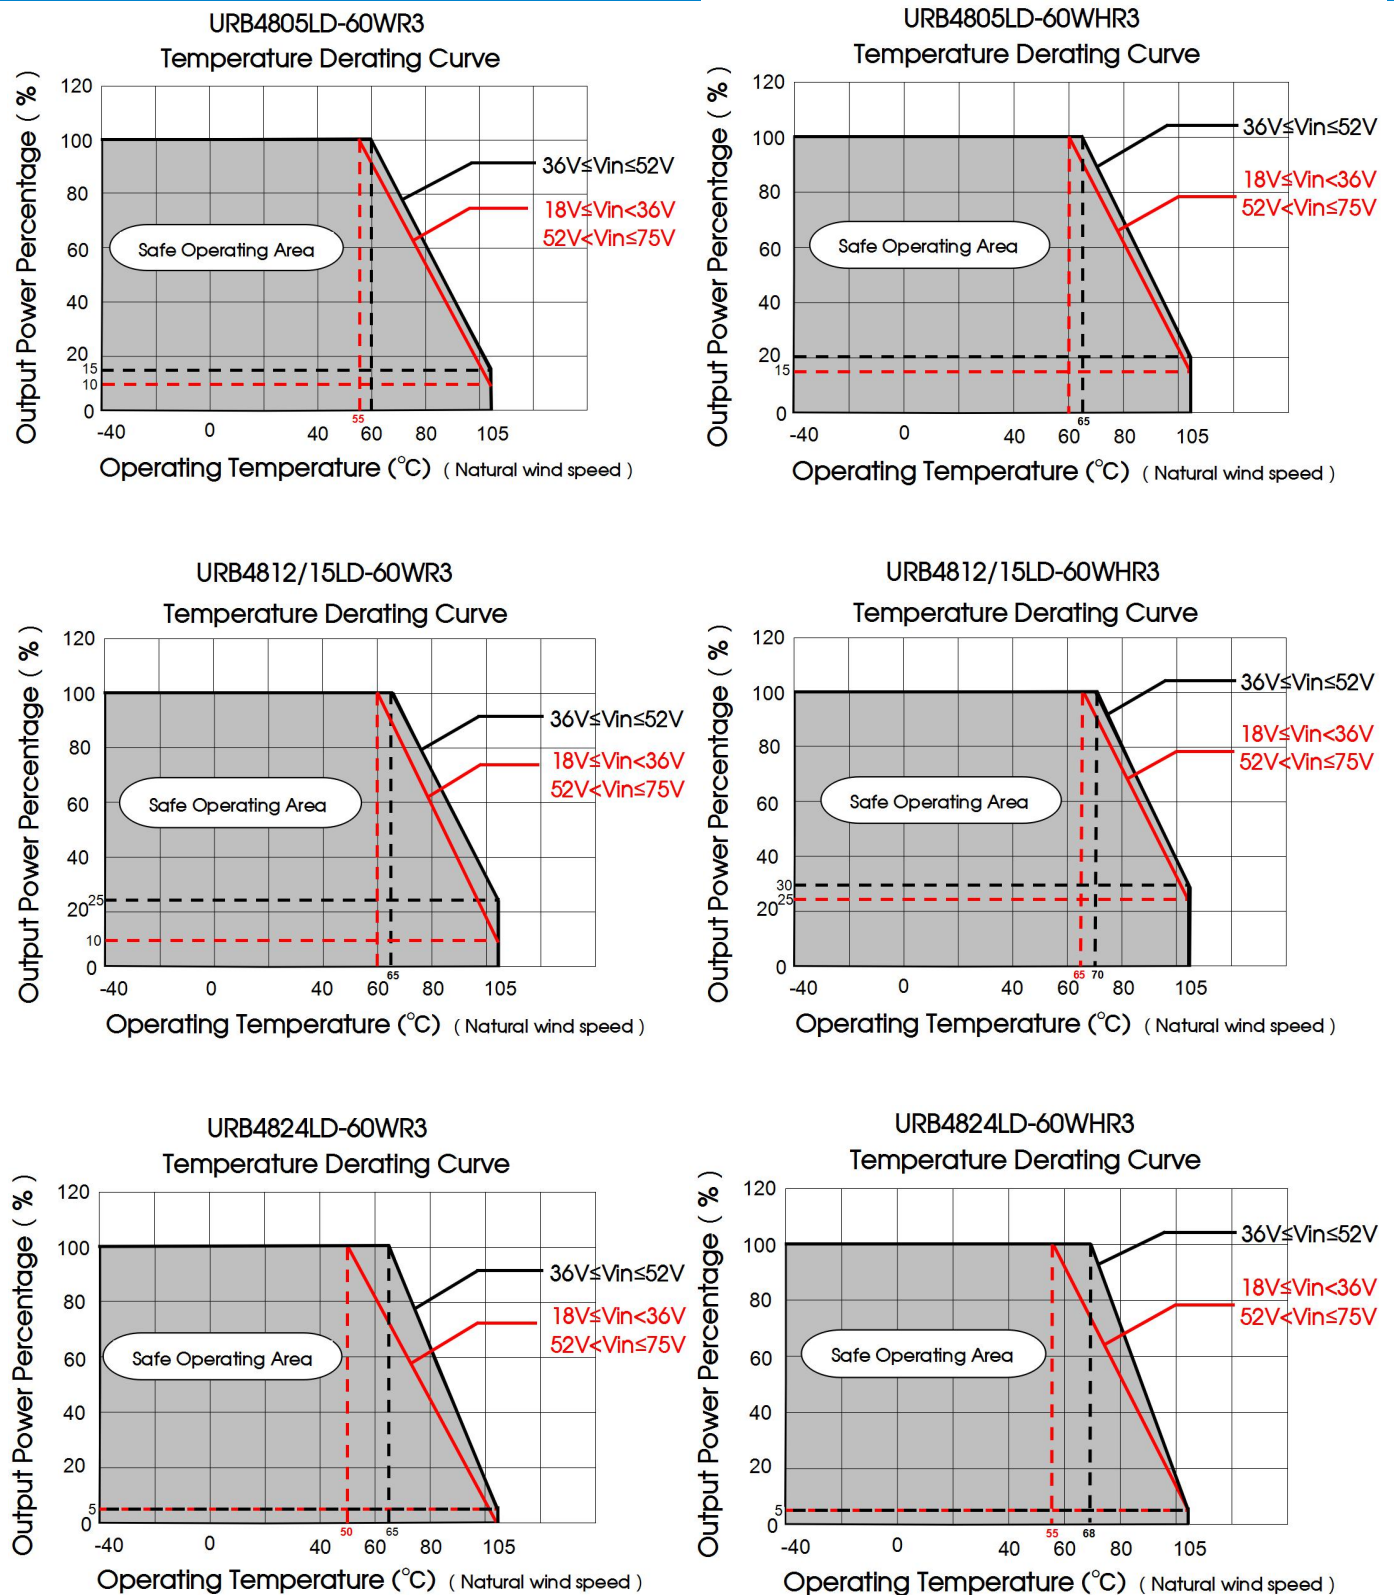 URB4805LD-60WR3
Temperature Derating Curve
Output Power Percentage ( % )
120
100
80
60
40
20
15
10
0
Safe Operating Area
36V≤Vin≤52V
18V≤Vin<36V
52V<Vin≤75V
-40 0 40 55 60 80 105
Operating Temperature (°C) ( Natural wind speed )
URB4805LD-60WHR3
Temperature Derating Curve
Output Power Percentage ( % )
120
100
80
60
40
20
15
0
Safe Operating Area
36V≤Vin≤52V
18V≤Vin<36V
52V<Vin≤75V
-40 0 40 60 65 80 105
Operating Temperature (°C) ( Natural wind speed )
URB4812/15LD-60WR3
Temperature Derating Curve
Output Power Percentage ( % )
120
100
80
60
40
25
20
10
0
Safe Operating Area
36V≤Vin≤52V
18V≤Vin<36V
52V<Vin≤75V
-40 0 40 60 65 80 105
Operating Temperature (°C) ( Natural wind speed )
URB4812/15LD-60WHR3
Temperature Derating Curve
Output Power Percentage ( % )
120
100
80
60
40
30
25
20
0
Safe Operating Area
36V≤Vin≤52V
18V≤Vin<36V
52V<Vin≤75V
-40 0 40 60 65 70 80 105
Operating Temperature (°C) ( Natural wind speed )
URB4824LD-60WR3
Temperature Derating Curve
Output Power Percentage ( % )
120
100
80
60
40
20
5
0
Safe Operating Area
36V≤Vin≤52V
18V≤Vin<36V
52V<Vin≤75V
-40 0 40 50 60 65 80 105
Operating Temperature (°C) ( Natural wind speed )
URB4824LD-60WHR3
Temperature Derating Curve
Output Power Percentage ( % )
120
100
80
60
40
20
5
0
Safe Operating Area
36V≤Vin≤52V
18V≤Vin<36V
52V<Vin≤75V
-40 0 40 55 60 68 80 105
Operating Temperature (°C) ( Natural wind speed )